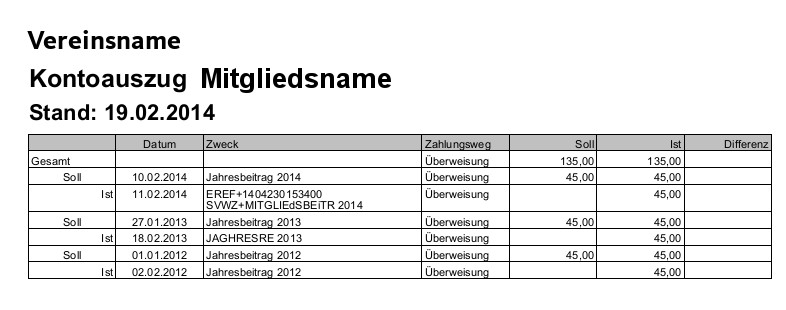 Vereinsname
Kontoauszug Mitgliedsname
Stand: 19.02.2014
Datum Zweck Zahlungsweg Soll Ist Differenz
Gesamt Überweisung 135,00 135,00
Soll 10.02.2014 Jahresbeitrag 2014 Überweisung 45,00 45,00
Ist 11.02.2014 EREF+1404230153400 Überweisung 45,00
SVWZ+MITGLIEdSBEiTR 2014
Soll 27.01.2013 Jahresbeitrag 2013 Überweisung 45,00 45,00
Ist 18.02.2013 JAGHRESRE 2013 Überweisung 45,00
Soll 01.01.2012 Jahresbeitrag 2012 Überweisung 45,00 45,00
Ist 02.02.2012 Jahresbeitrag 2012 Überweisung 45,00